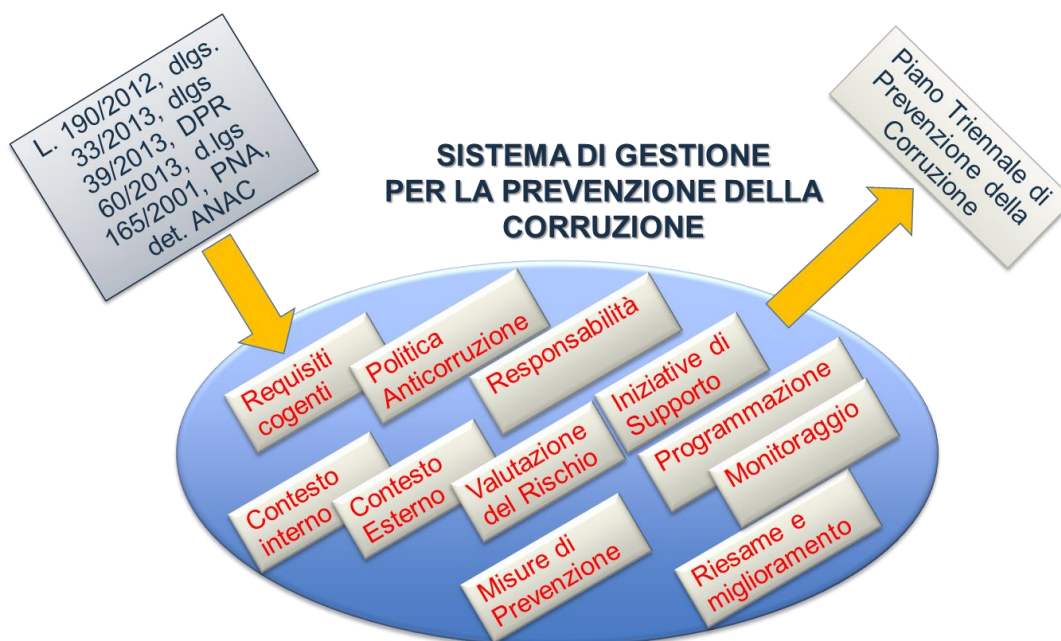 L. 190/2012, dlgs.
33/2013, dlgs
39/2013, DPR
60/2013, d.lgs
165/2001, PNA,
det. ANAC
SISTEMA DI GESTIONE
PER LA PREVENZIONE DELLA
CORRUZIONE
Piano Triennale di
Prevenzione della
Corruzione
Requisiti
cogenti
Politica
Anticorruzione
Responsabilità
Iniziative di
Supporto
Programmazione
Monitoraggio
Contesto
interno
Contesto
Esterno
Valutazione
del Rischio
Misure di
Prevenzione
Riesame e
miglioramento